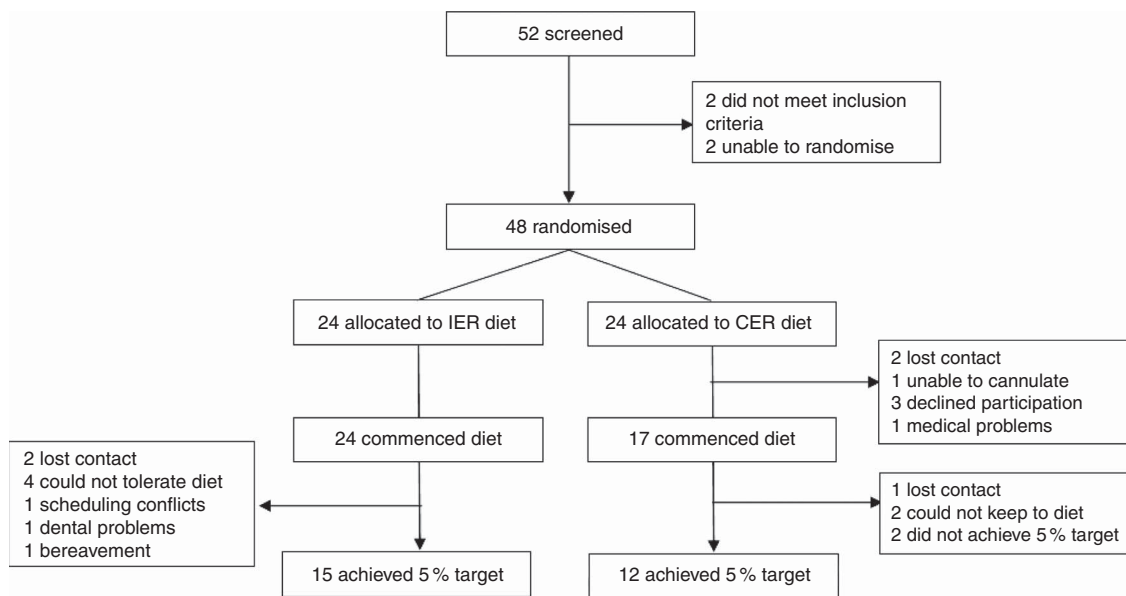 52 screened
2 did not meet inclusion
criteria
2 unable to randomise
48 randomised
24 allocated to IER diet
24 allocated to CER diet
2 lost contact
1 unable to cannulate
3 declined participation
1 medical problems
24 commenced diet
17 commenced diet
2 lost contact
4 could not tolerate diet
1 scheduling conflicts
1 dental problems
1 bereavement
1 lost contact
2 could not keep to diet
2 did not achieve 5 % target
15 achieved 5 % target
12 achieved 5 % target